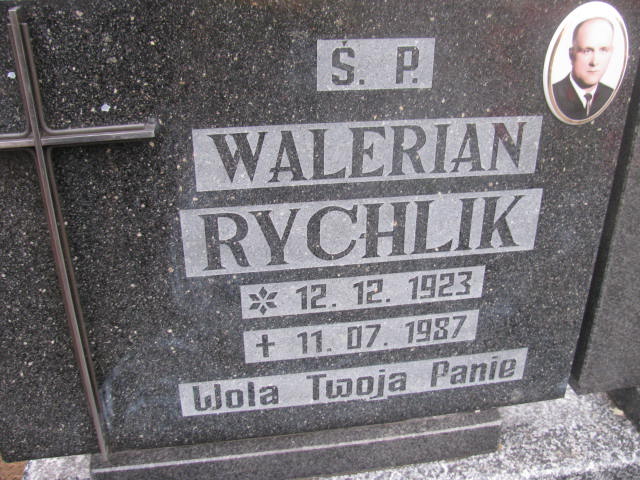 Ś. P.
WALERIAN
RYCHLIK
* 12. 12. 1923
+ 11. 07. 1987
Wola Twoja Panie